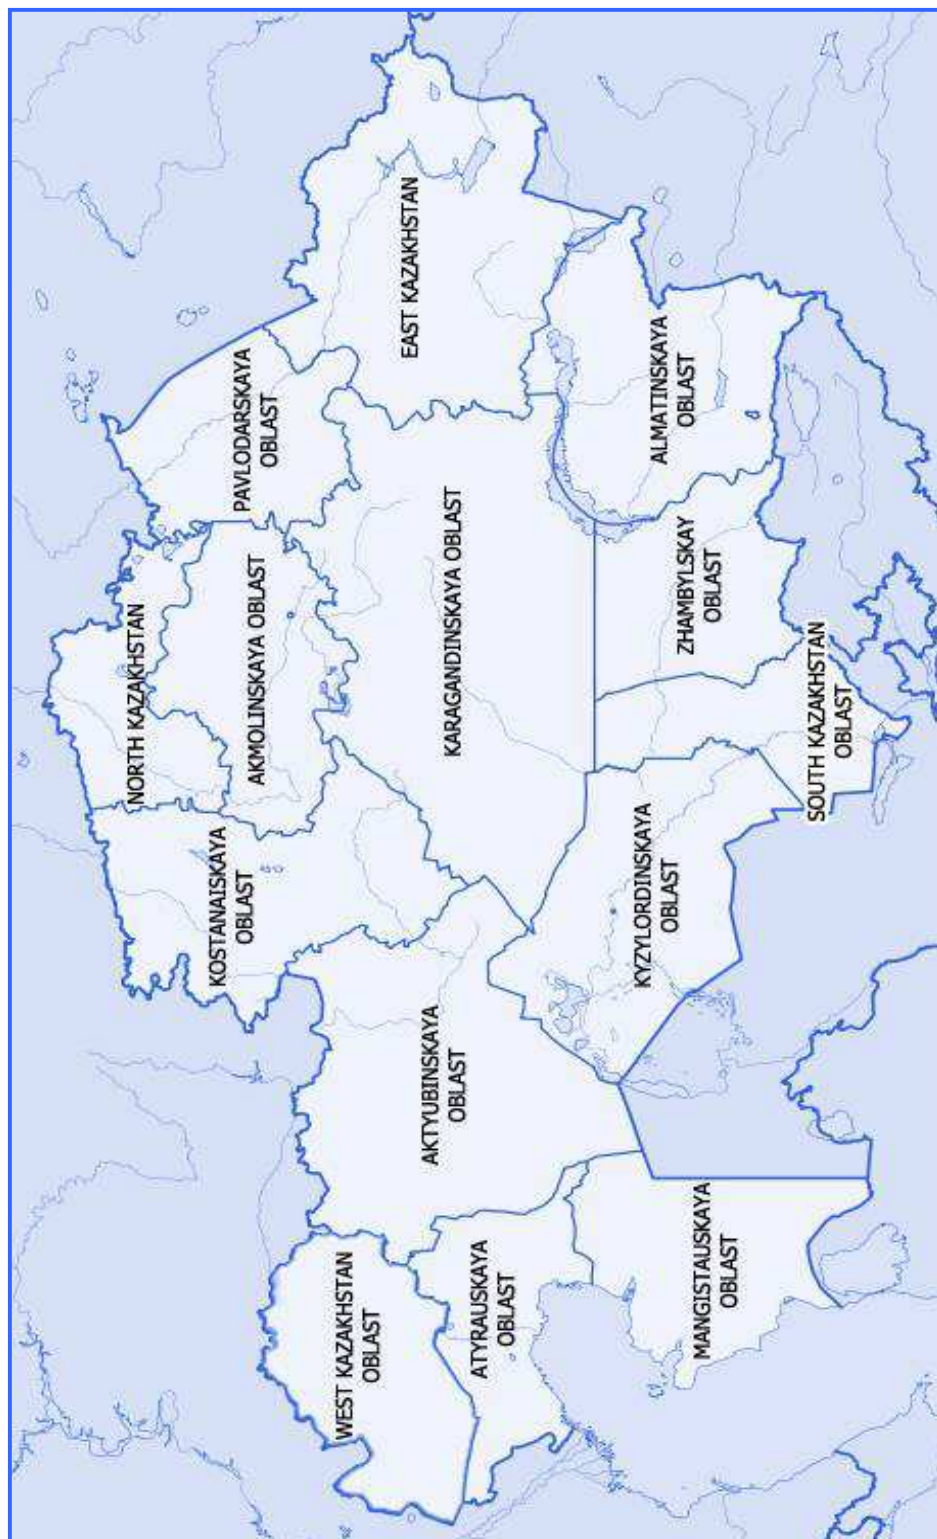 NORTH KAZAKHSTAN
PAVLODARSKAYA
OBLAST
KOSTANAISKAYA
OBLAST
AKMOLINSKAYA OBLAST
WEST KAZAKHSTAN
OBLAST
EAST KAZAKHSTAN
AKTYUBINSKAYA
OBLAST
KARAGANDINSKAYA OBLAST
ATYRAUSKAYA
OBLAST
KYZYLORDINSKAYA
OBLAST
ALMATINSKAYA
OBLAST
ZHAMBYLSKAY
OBLAST
MANGISTAUSKAYA
OBLAST
SOUTH KAZAKHSTAN
OBLAST